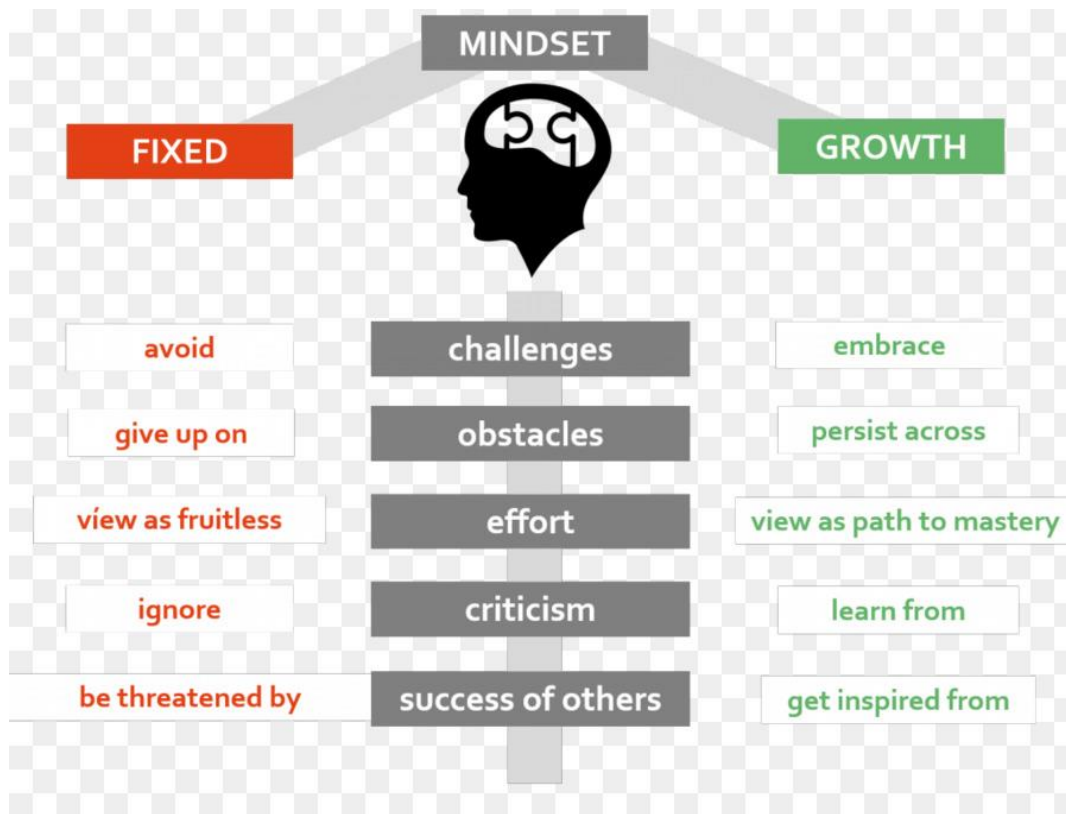 MINDSET
FIXED
GROWTH
avoid
challenges
embrace
give up on
obstacles
persist across
víew as fruitless
effort
view as path to mastery
ignore
criticism
learn from
be threatened by
success of others
get inspired from